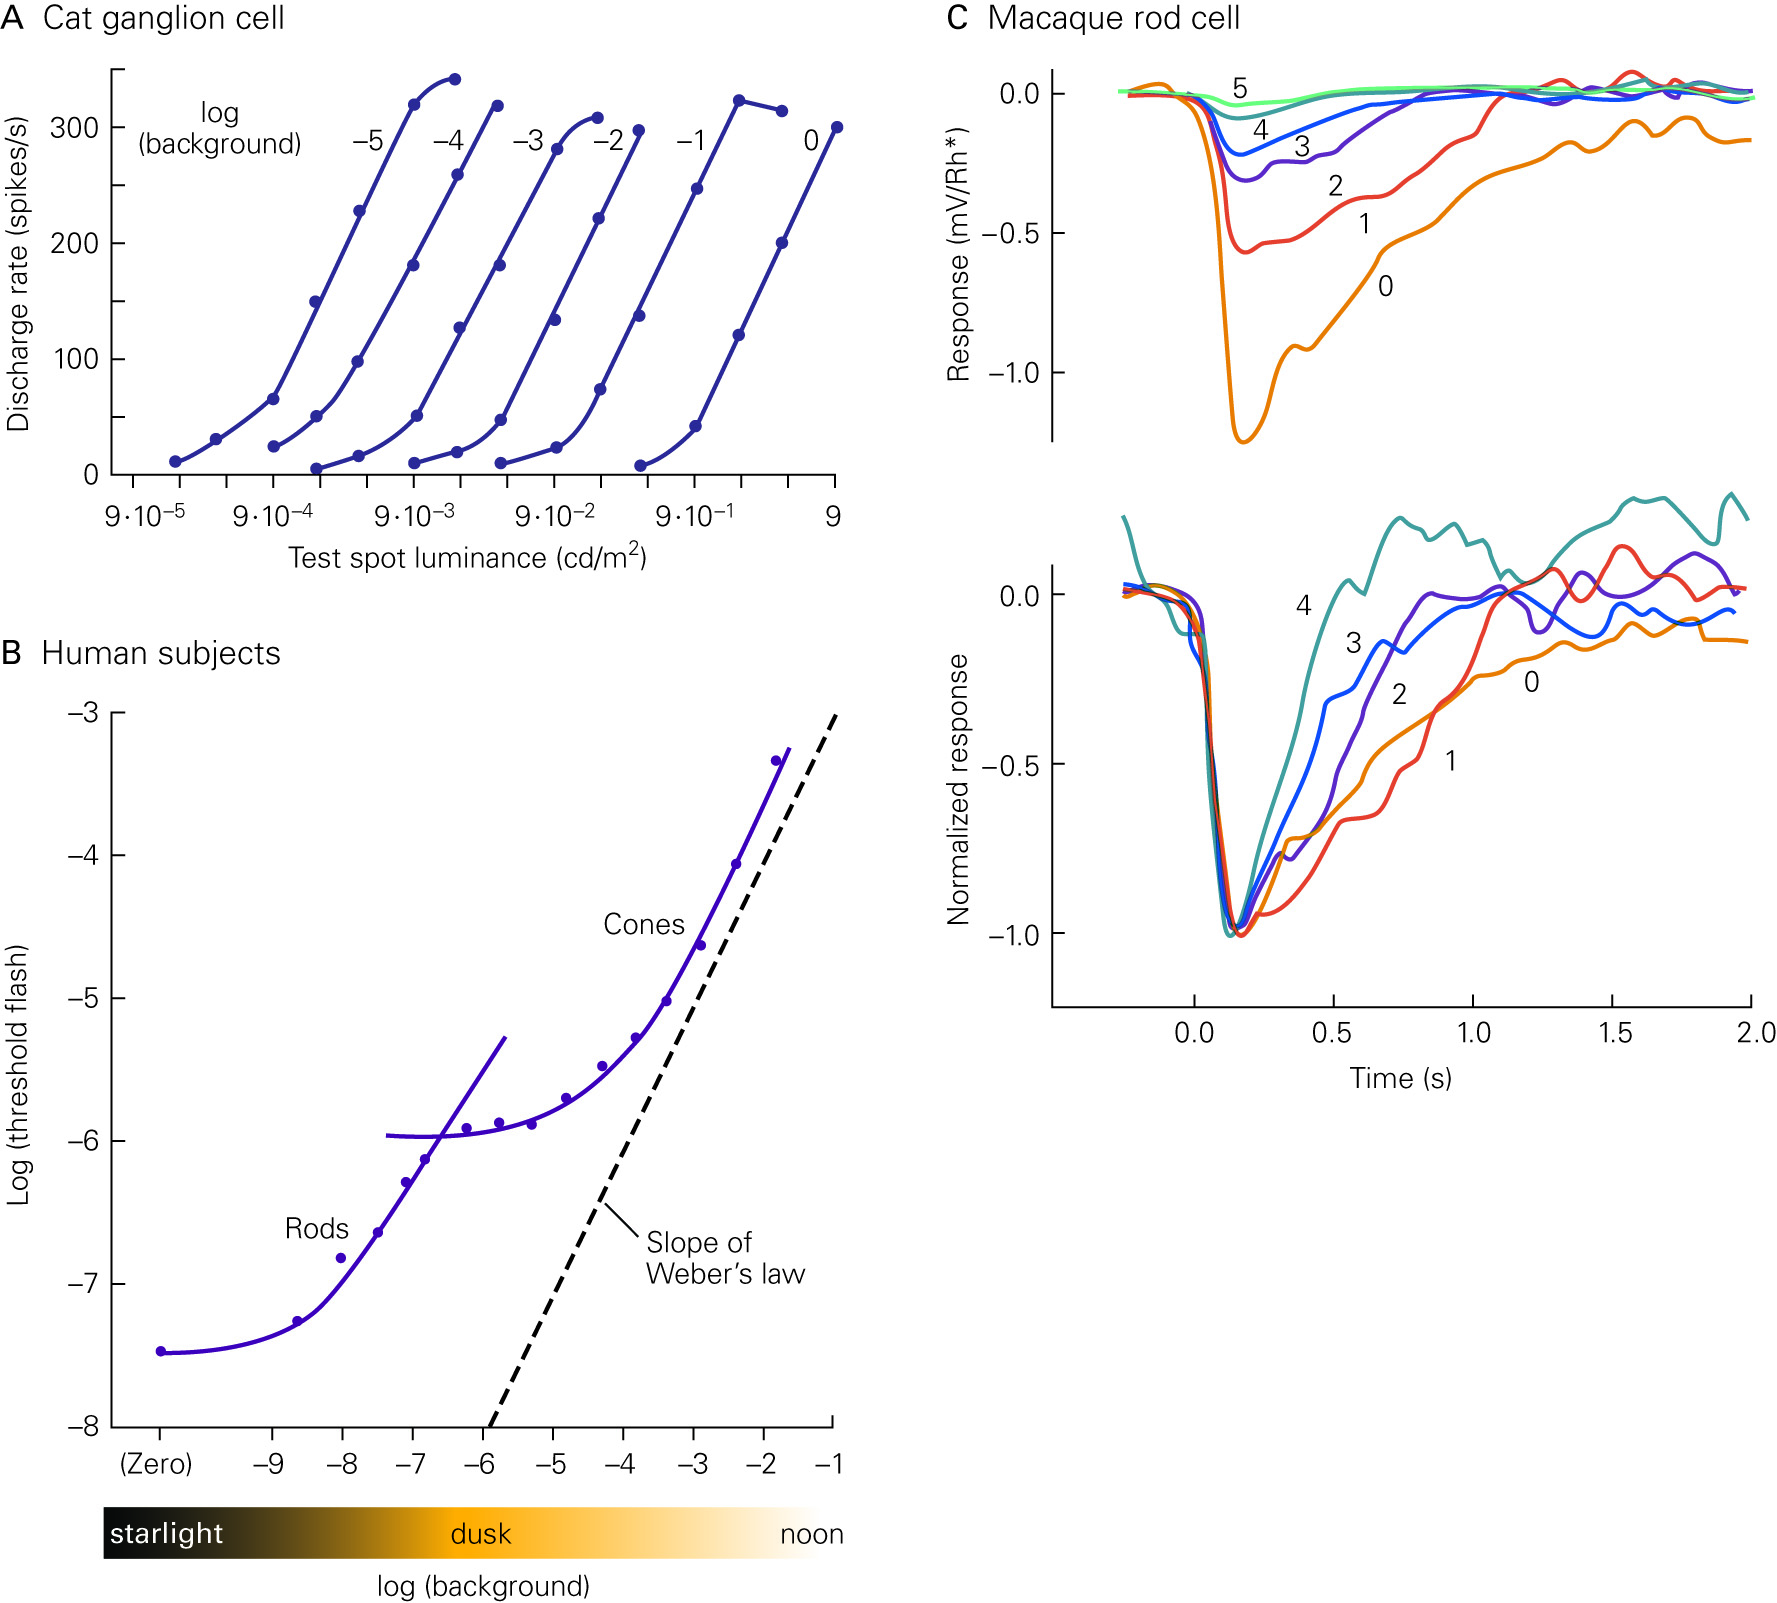 A Cat ganglion cell
Discharge rate (spikes/s)
300
200
100
0
log
(background)
–5
–4
–3
–2
–1
0
9·10–5
9·10–4
9·10–3
9·10–2
9·10–1
9
Test spot luminance (cd/m2)
B Human subjects
Log (threshold flash)
–3
–4
–5
–6
–7
–8
Cones
Rods
Slope of
Weber’s law
(Zero)
–9
–8
–7
–6
–5
–4
–3
–2
–1
starlight
dusk
noon
log (background)
C Macaque rod cell
Response (mV/Rh*)
0.0
–0.5
–1.0
5
4
3
2
1
0
Normalized response
0.0
–0.5
–1.0
4
3
2
0
1
0.0
0.5
1.0
1.5
2.0
Time (s)